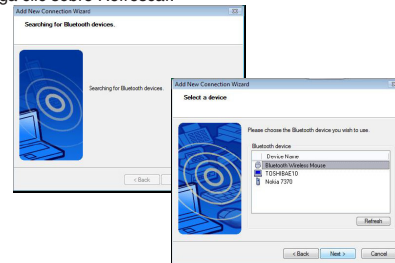 Add New Connection Wizard
Searching for Bluetooth devices.
Searching for Bluetooth devices.
< Back
Add New Connection Wizard
Select a device
Please choose the Bluetooth device you wish to use.
Bluetooth device
Device Name
Bluetooth Wireless Mouse
TOSHIBAE10
Nokia 7370
Refresh
< Back
Next >
Cancel